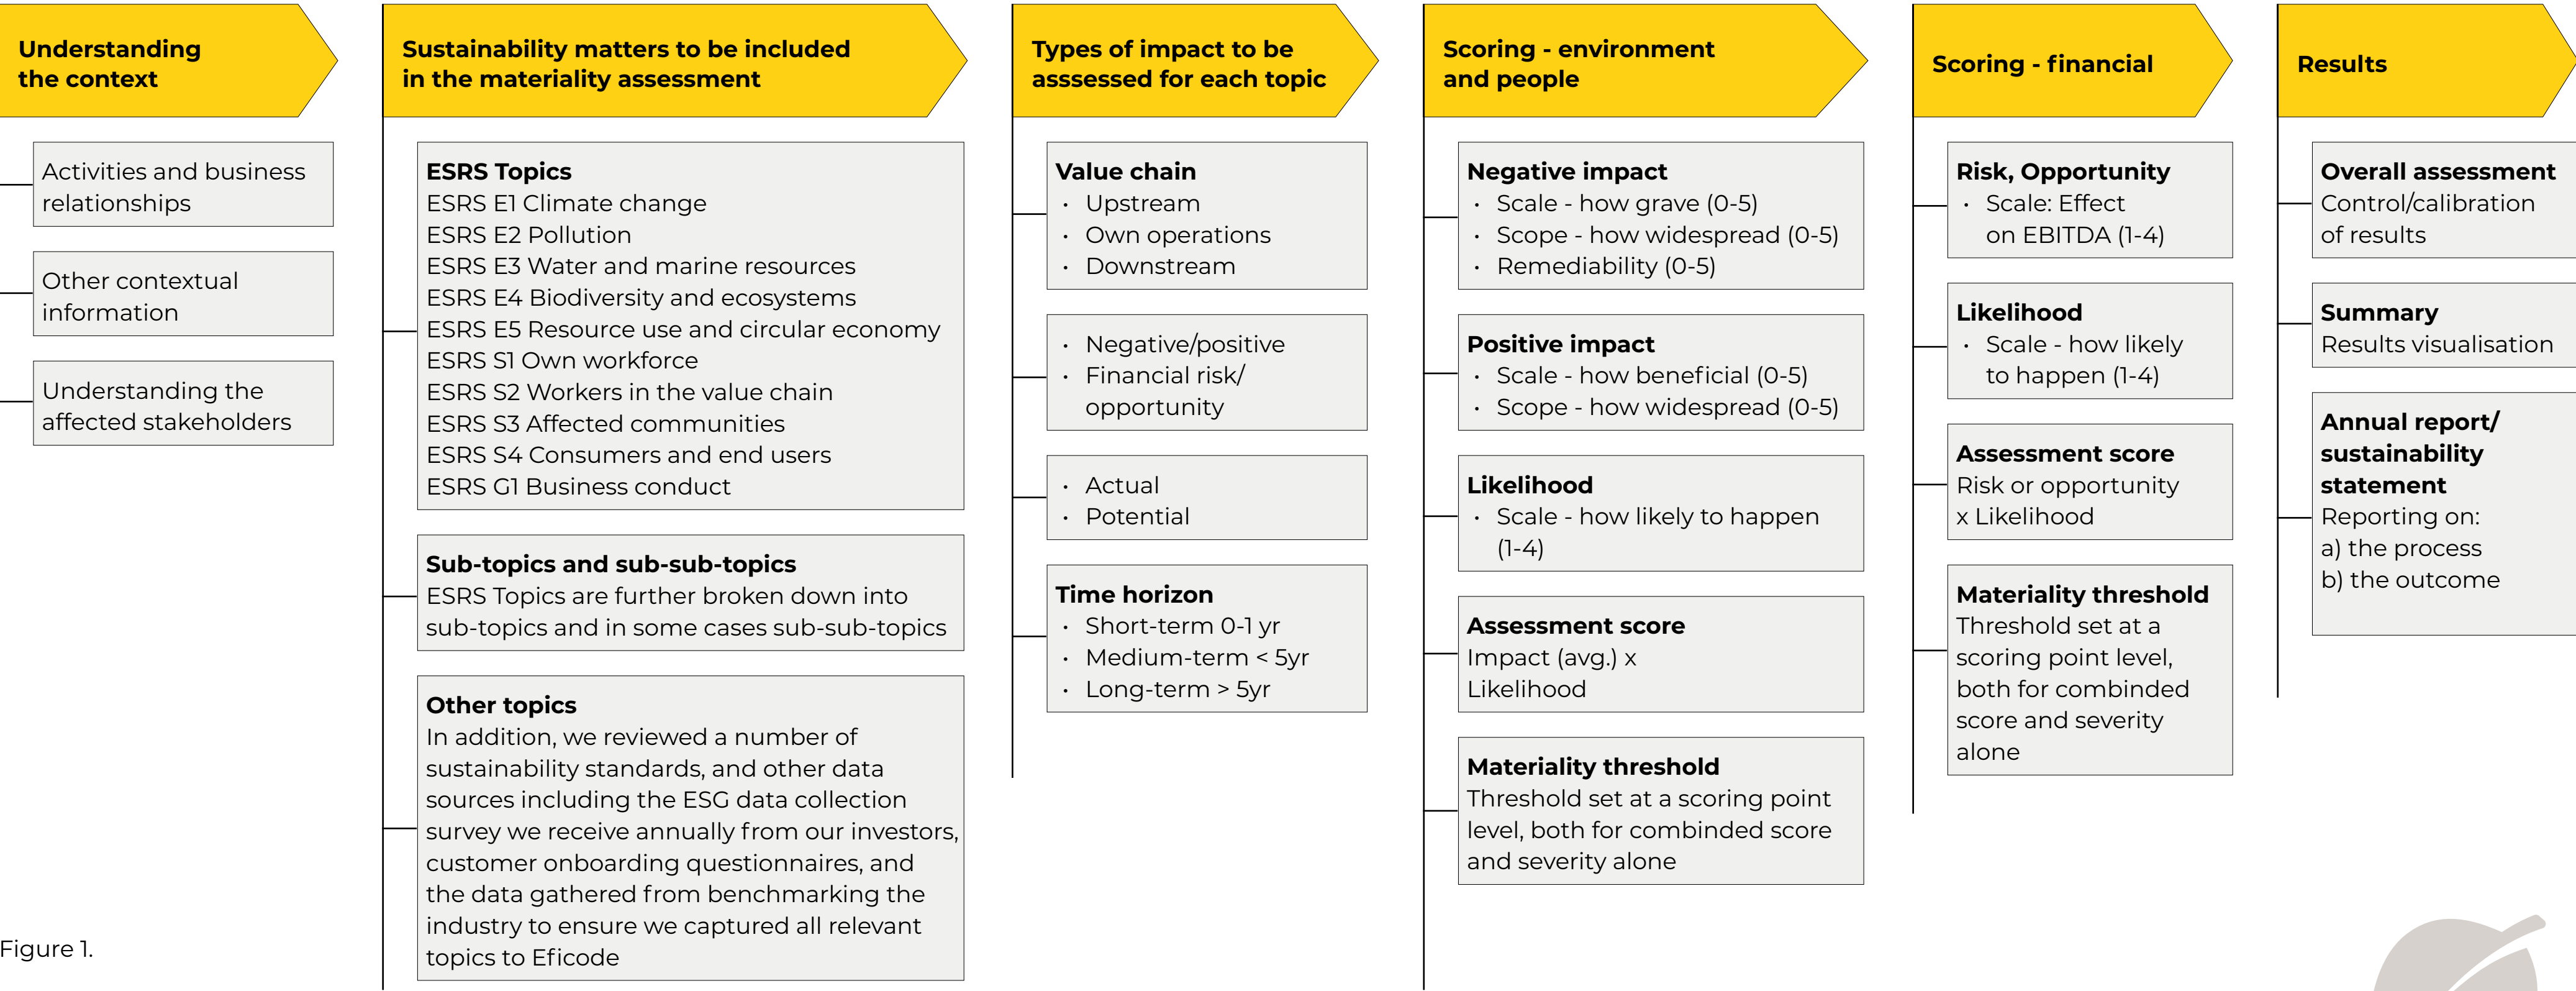 Understanding
the context
Activities and business
relationships
Other contextual
information
Understanding the
affected stakeholders
Sustainability matters to be included
in the materiality assessment
ESRS Topics
ESRS E1 Climate change
ESRS E2 Pollution
ESRS E3 Water and marine resources
ESRS E4 Biodiversity and ecosystems
ESRS E5 Resource use and circular economy
ESRS S1 Own workforce
ESRS S2 Workers in the value chain
ESRS S3 Affected communities
ESRS S4 Consumers and end users
ESRS G1 Business conduct
Sub-topics and sub-sub-topics
ESRS Topics are further broken down into
sub-topics and in some cases sub-sub-topics
Other topics
In addition, we reviewed a number of
sustainability standards, and other data
sources including the ESG data collection
survey we receive annually from our investors,
customer onboarding questionnaires, and
the data gathered from benchmarking the
industry to ensure we captured all relevant
topics to Eficode
Types of impact to be
asssessed for each topic
Value chain
• Upstream
• Own operations
• Downstream
• Negative/positive
• Financial risk/
opportunity
• Actual
• Potential
Time horizon
• Short-term 0-1 yr
• Medium-term < 5yr
• Long-term > 5yr
Scoring - environment
and people
Negative impact
• Scale - how grave (0-5)
• Scope - how widespread (0-5)
• Remediability (0-5)
Positive impact
• Scale - how beneficial (0-5)
• Scope - how widespread (0-5)
Likelihood
• Scale - how likely to happen
(1-4)
Assessment score
Impact (avg.) x
Likelihood
Materiality threshold
Threshold set at a scoring point
level, both for combinded score
and severity alone
Scoring - financial
Risk, Opportunity
• Scale: Effect
on EBITDA (1-4)
Likelihood
• Scale - how likely
to happen (1-4)
Assessment score
Risk or opportunity
x Likelihood
Materiality threshold
Threshold set at a
scoring point level,
both for combinded
score and severity
alone
Results
Overall assessment
Control/calibration
of results
Summary
Results visualisation
Annual report/
sustainability
statement
Reporting on:
a) the process
b) the outcome
Figure 1.